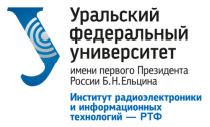 Уральский
федеральный
университет
имени первого Президента
России Б.Н.Ельцина
Институт радиоэлектроники
и информационных
технологий — РТФ